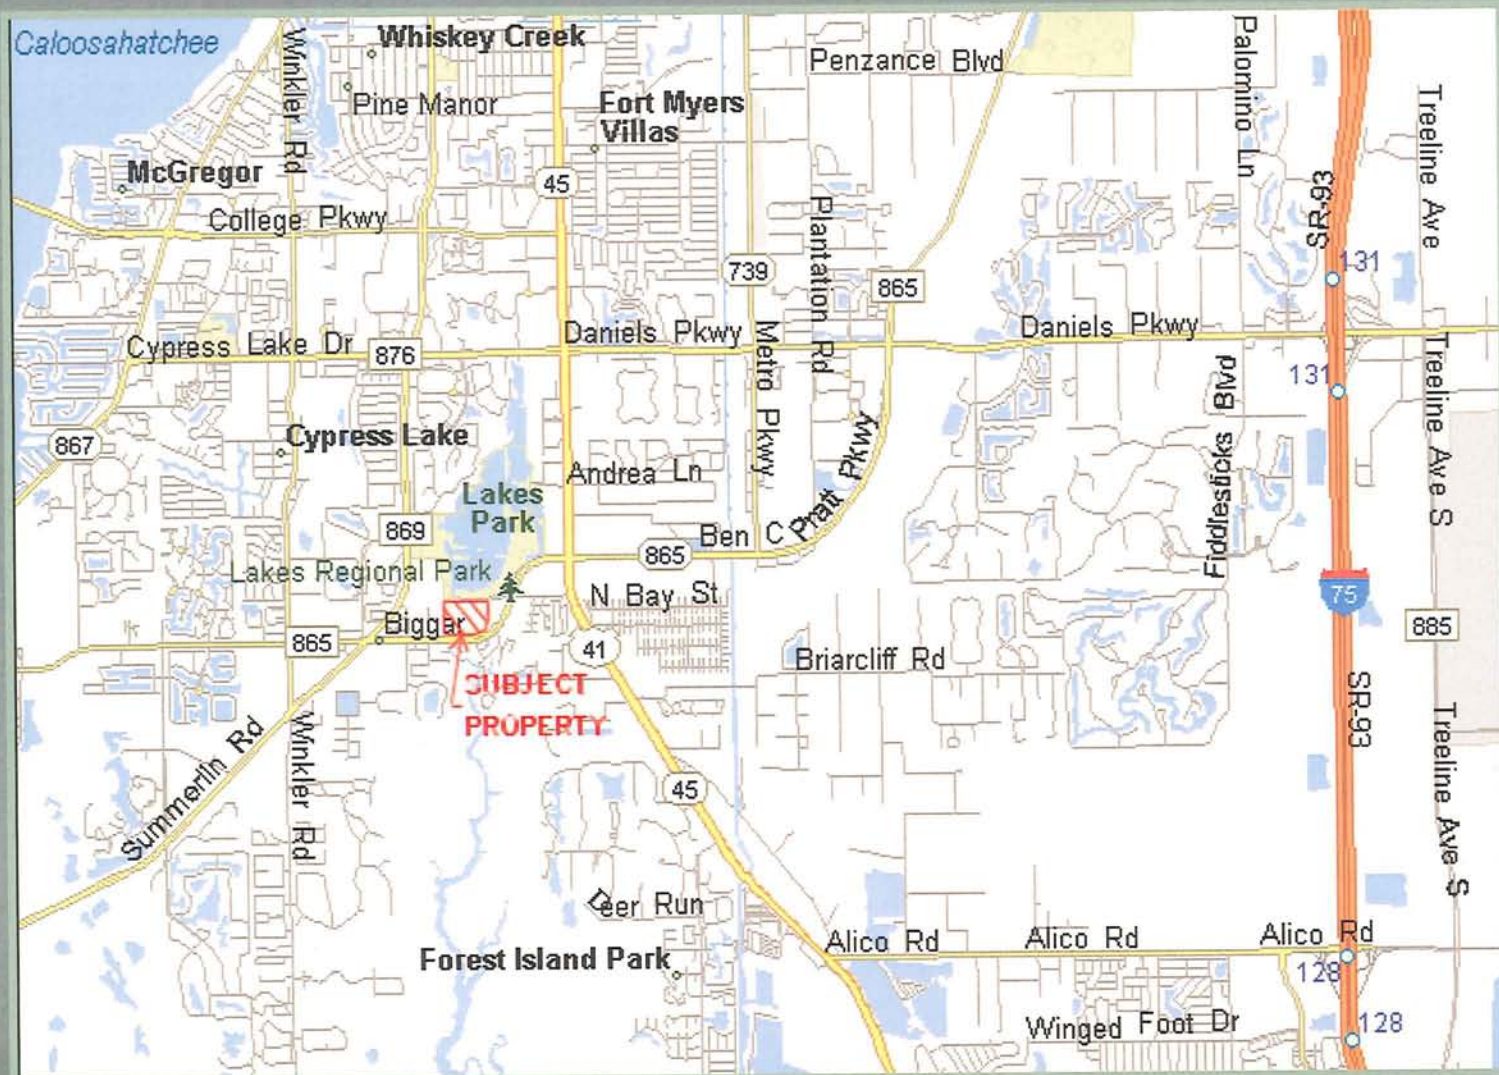 Caloosahatchee
Whiskey Creek
Winkler Rd
Pine Manor
Fort Myers
Villas
Penzance Blvd
Palomino Ln
Treeline Ave
McGregor
45
College Pkwy
Plantation Rd
SR-93
131
739
865
Cypress Lake Dr
876
Daniels Pkwy
Daniels Pkwy
Metro Pkwy
131
Fiddlesticks Blvd
Treeline Ave S
867
Cypress Lake
Andrea Ln
Lakes
Park
869
Ben C Pratt Pkwy
865
Lakes Regional Park
N Bay St
75
Biggar
865
41
885
Briarcliff Rd
SUBJECT
PROPERTY
SR-93
Summerlin Rd
Winkler Rd
45
Treeline Ave S
Deer Run
Forest Island Park
Alico Rd
Alico Rd
Alico Rd
128
Winged Foot Dr
128